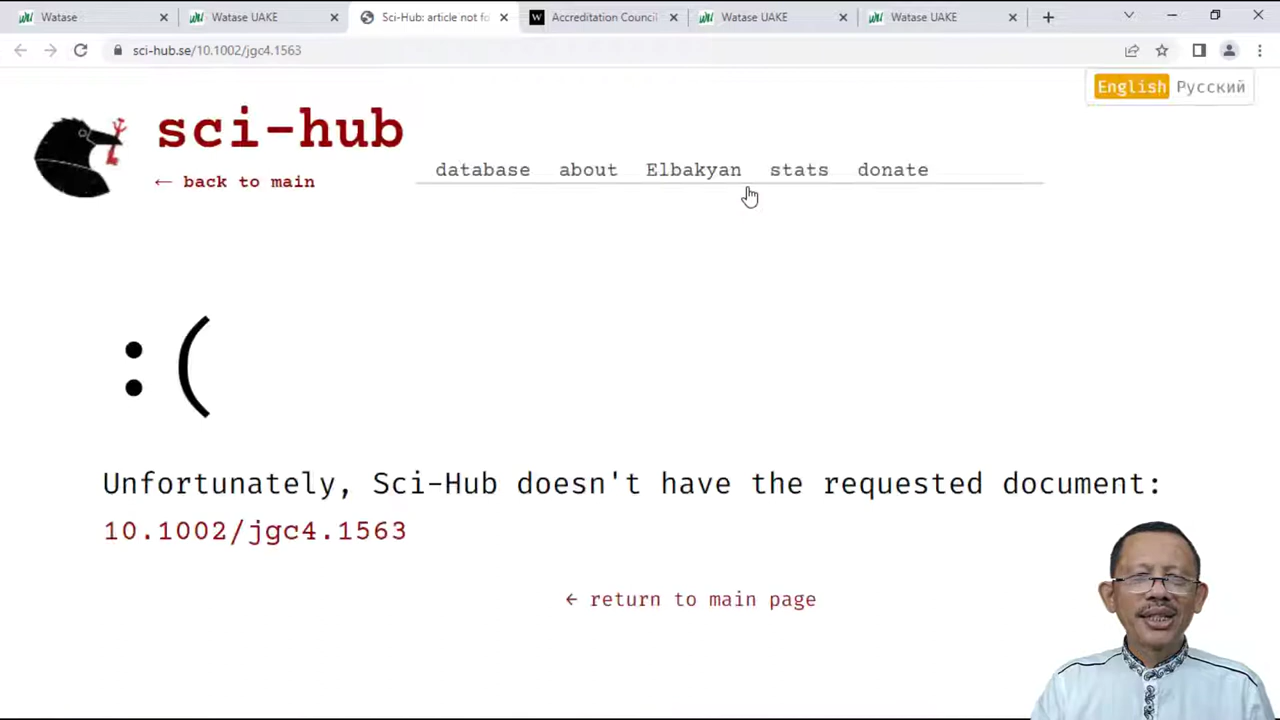 Watase
Watase UAKE
Sci-Hub: article not fo
Accreditation Council
Watase UAKE
Watase UAKE
sci-hub.se/10.1002/jgc4.1563
English Русский
sci-hub
← back to main
database about Elbakyan stats donate
:(
Unfortunately, Sci-Hub doesn't have the requested document:
10.1002/jgc4.1563
← return to main page